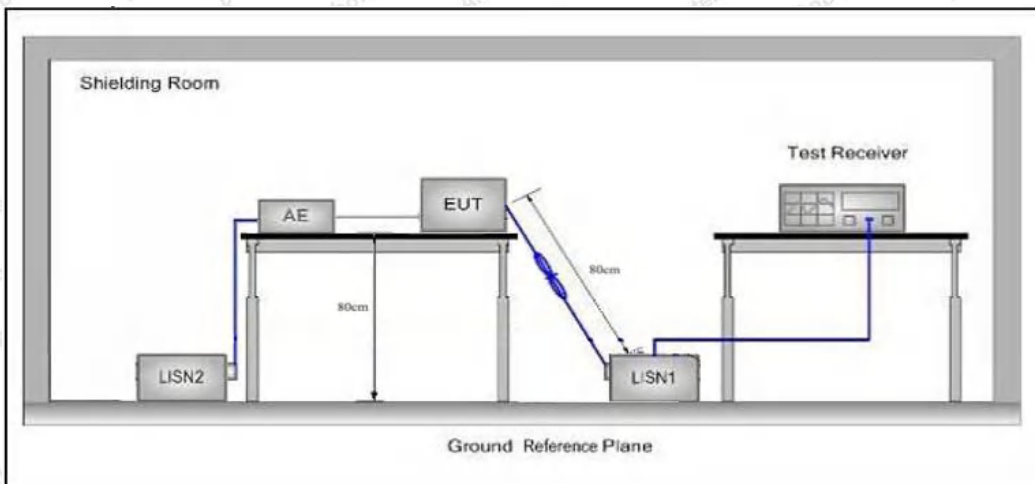 Shielding Room
Test Receiver
AE
EUT
80cm
80cm
LISN2
LISN1
Ground Reference Plane